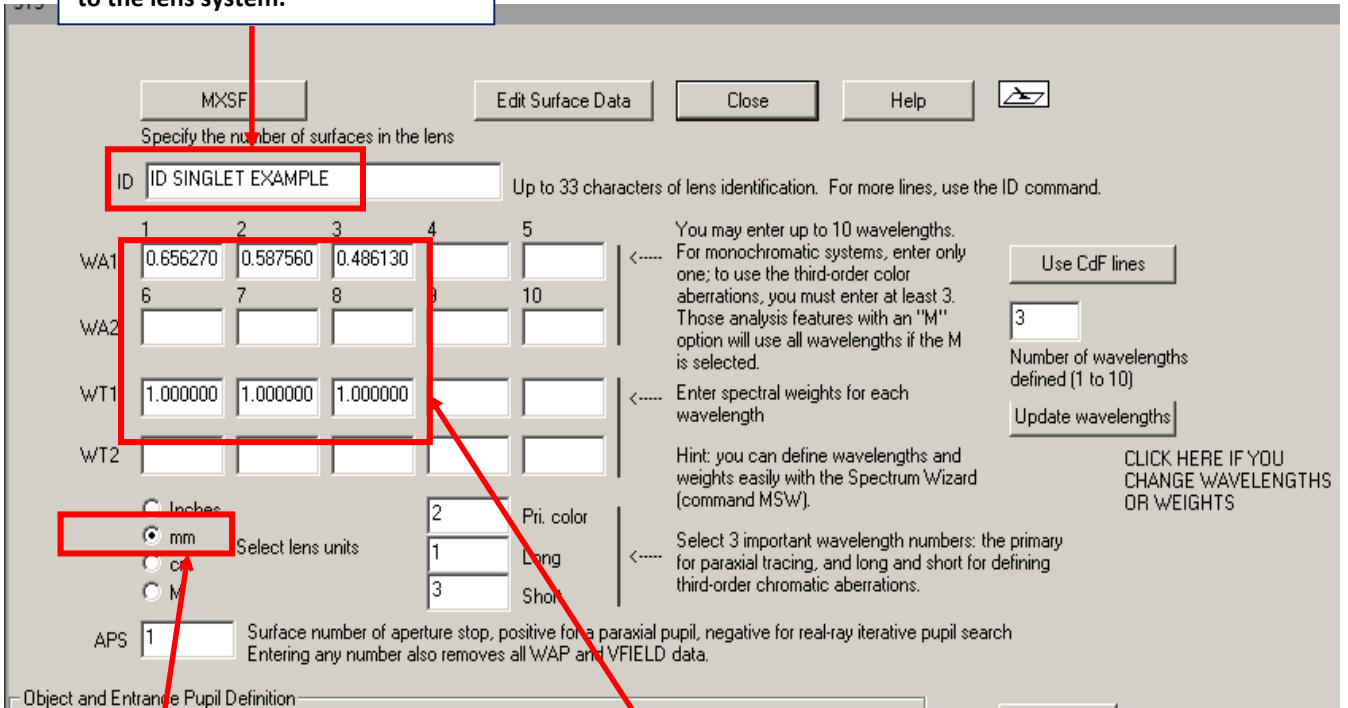 to the lens system.
MXSF
Edit Surface Data
Close
Help
Specify the number of surfaces in the lens
ID
ID SINGLET EXAMPLE
Up to 33 characters of lens identification. For more lines, use the ID command.
1 2 3 4 5
WA1 0.656270 0.587560 0.486130
6 7 8 9 10
WA2
<-----
You may enter up to 10 wavelengths.
For monochromatic systems, enter only
one; to use the third-order color
aberrations, you must enter at least 3.
Those analysis features with an "M"
option will use all wavelengths if the M
is selected.
Use CdF lines
3
Number of wavelengths
defined (1 to 10)
WT1 1.000000 1.000000 1.000000
WT2
<-----
Enter spectral weights for each
wavelength
Update wavelengths
Hint: you can define wavelengths and
weights easily with the Spectrum Wizard
(command MSW).
CLICK HERE IF YOU
CHANGE WAVELENGTHS
OR WEIGHTS
Inches
mm
M
Select lens units
2 Pri. color
1 Long
3 Short
<-----
Select 3 important wavelength numbers: the primary
for paraxial tracing, and long and short for defining
third-order chromatic aberrations.
APS 1
Surface number of aperture stop, positive for a paraxial pupil, negative for real-ray iterative pupil search
Entering any number also removes all WAP and VFIELD data.
Object and Entrance Pupil Definition